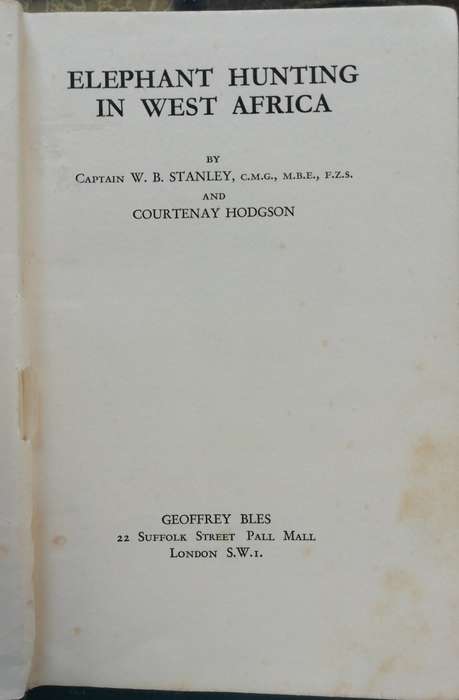 ELEPHANT HUNTING
IN WEST AFRICA
BY
CAPTAIN W. B. STANLEY, C.M.G., M.B.E., F.Z.S.
AND
COURTENAY HODGSON
GEOFFREY BLES
22 SUFFOLK STREET PALL MALL
LONDON S.W.1.